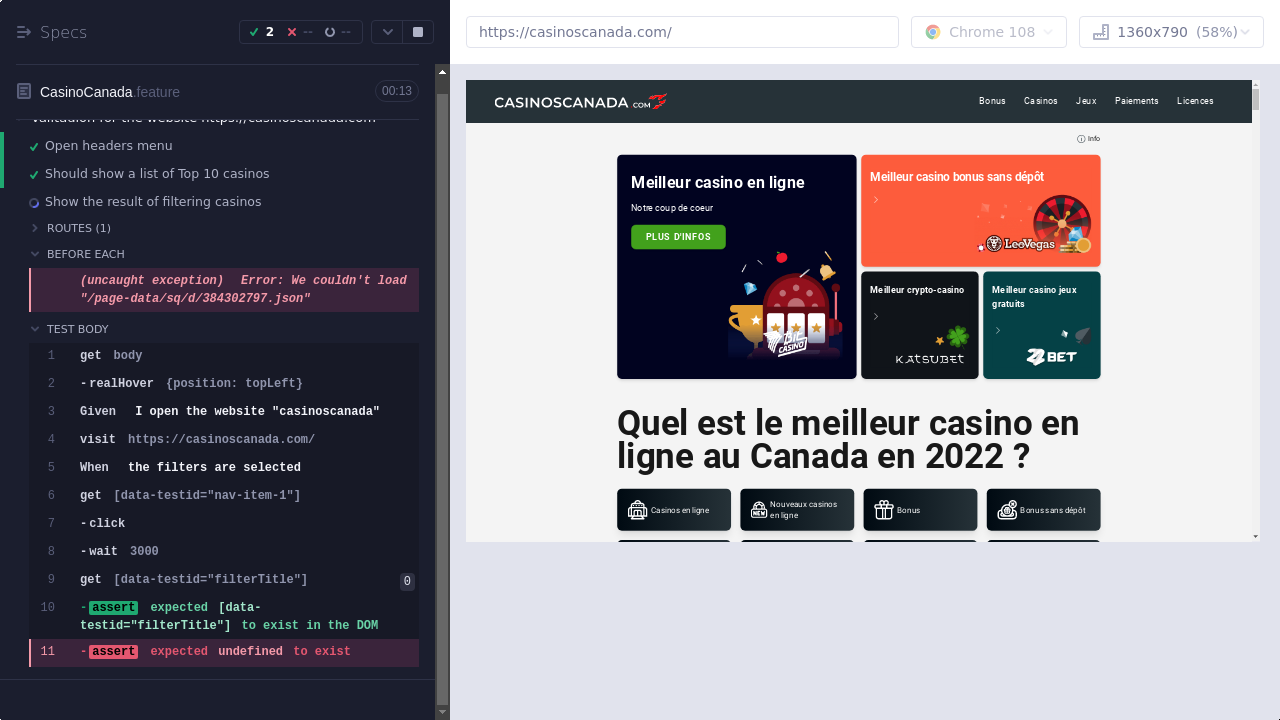 Specs
2
--
--
https://casinoscanada.com/
Chrome 108
1360x790 (58%)
CasinoCanada.feature
00:13
validation for the website https://casinoscanada.com
Open headers menu
Should show a list of Top 10 casinos
Show the result of filtering casinos
ROUTES (1)
BEFORE EACH
(uncaught exception) Error: We couldn't load
"/page-data/sq/d/384302797.json"
TEST BODY
1 get body
2 -realHover {position: topLeft}
3 Given I open the website "casinoscanada"
4 visit https://casinoscanada.com/
5 When the filters are selected
6 get [data-testid="nav-item-1"]
7 -click
8 -wait 3000
9 get [data-testid="filterTitle"] 0
10 -assert expected [data-
testid="filterTitle"] to exist in the DOM
11 -assert expected undefined to exist
CASINOSCANADA.COM
Bonus
Casinos
Jeux
Paiements
Licences
Info
Meilleur casino en ligne
Notre coup de coeur
PLUS D'INFOS
7Bit
CASINO
Meilleur casino bonus sans dépôt
LeoVegas
Meilleur crypto-casino
KATSUBET
Meilleur casino jeux
gratuits
22BET
Quel est le meilleur casino en
ligne au Canada en 2022 ?
Casinos en ligne
Nouveaux casinos
en ligne
Bonus
Bonus sans dépôt